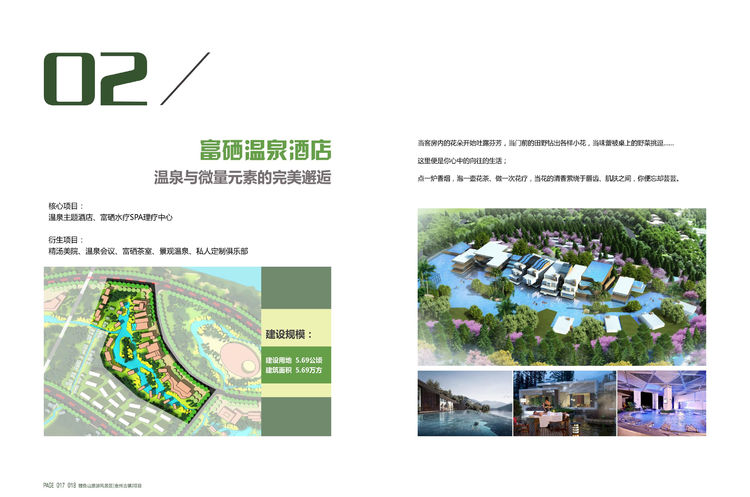 02
富硒温泉酒店
温泉与微量元素的完美邂逅
核心项目：
温泉主题酒店、富硒水疗SPA理疗中心
衍生项目：
精汤美院、温泉会议、富硒茶室、景观温泉、私人定制俱乐部
建设规模：
建设用地 5.69公顷
建筑面积 5.69万方
当客房内的花朵开始吐露芬芳，当门前的田野钻出各样小花，当味蕾被桌上的野菜挑逗……
这里便是你心中的向往的生活；
点一炉香烟，泡一壶花茶、做一次花疗，当花的清香萦绕于唇齿、肌肤之间，你便忘却芸芸。
PAGE 017 018